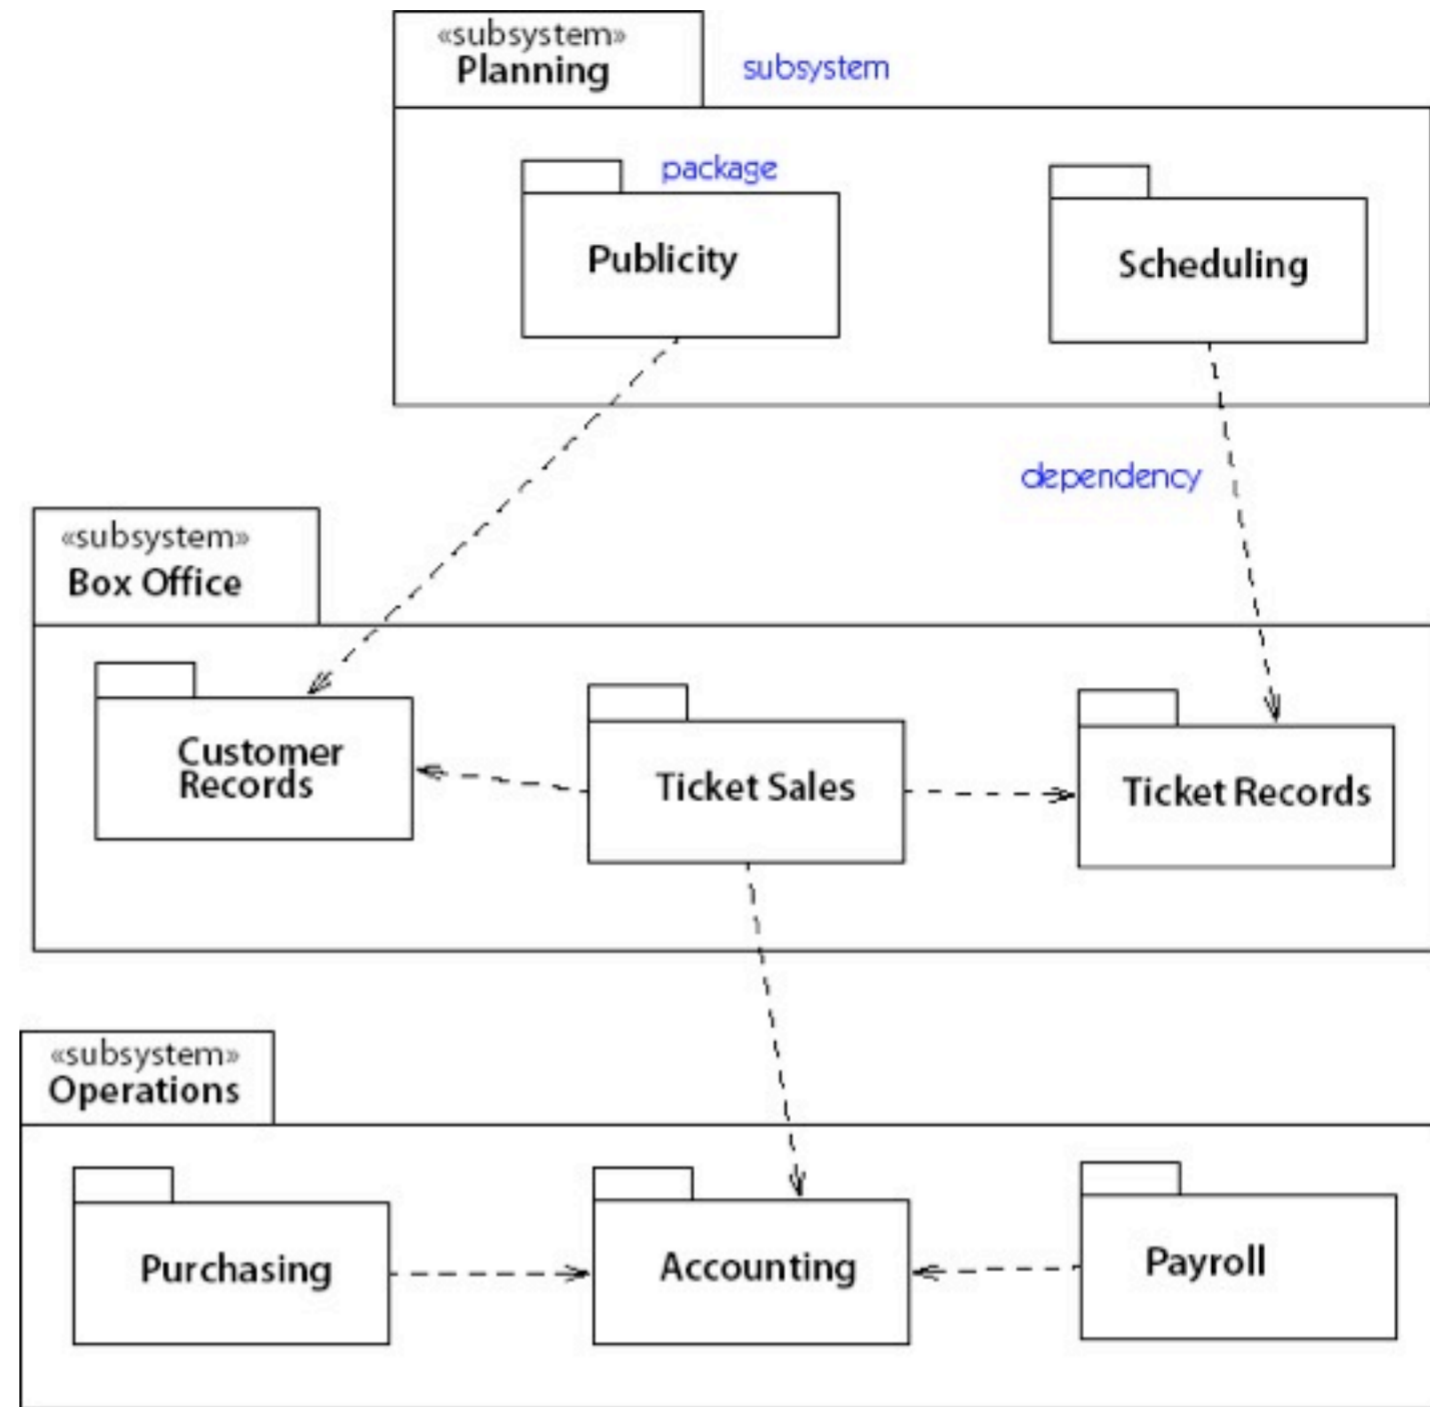 «subsystem»
Planning
subsystem
package
Publicity
Scheduling
dependency
«subsystem»
Box Office
Customer
Records
Ticket Sales
Ticket Records
«subsystem»
Operations
Purchasing
Accounting
Payroll